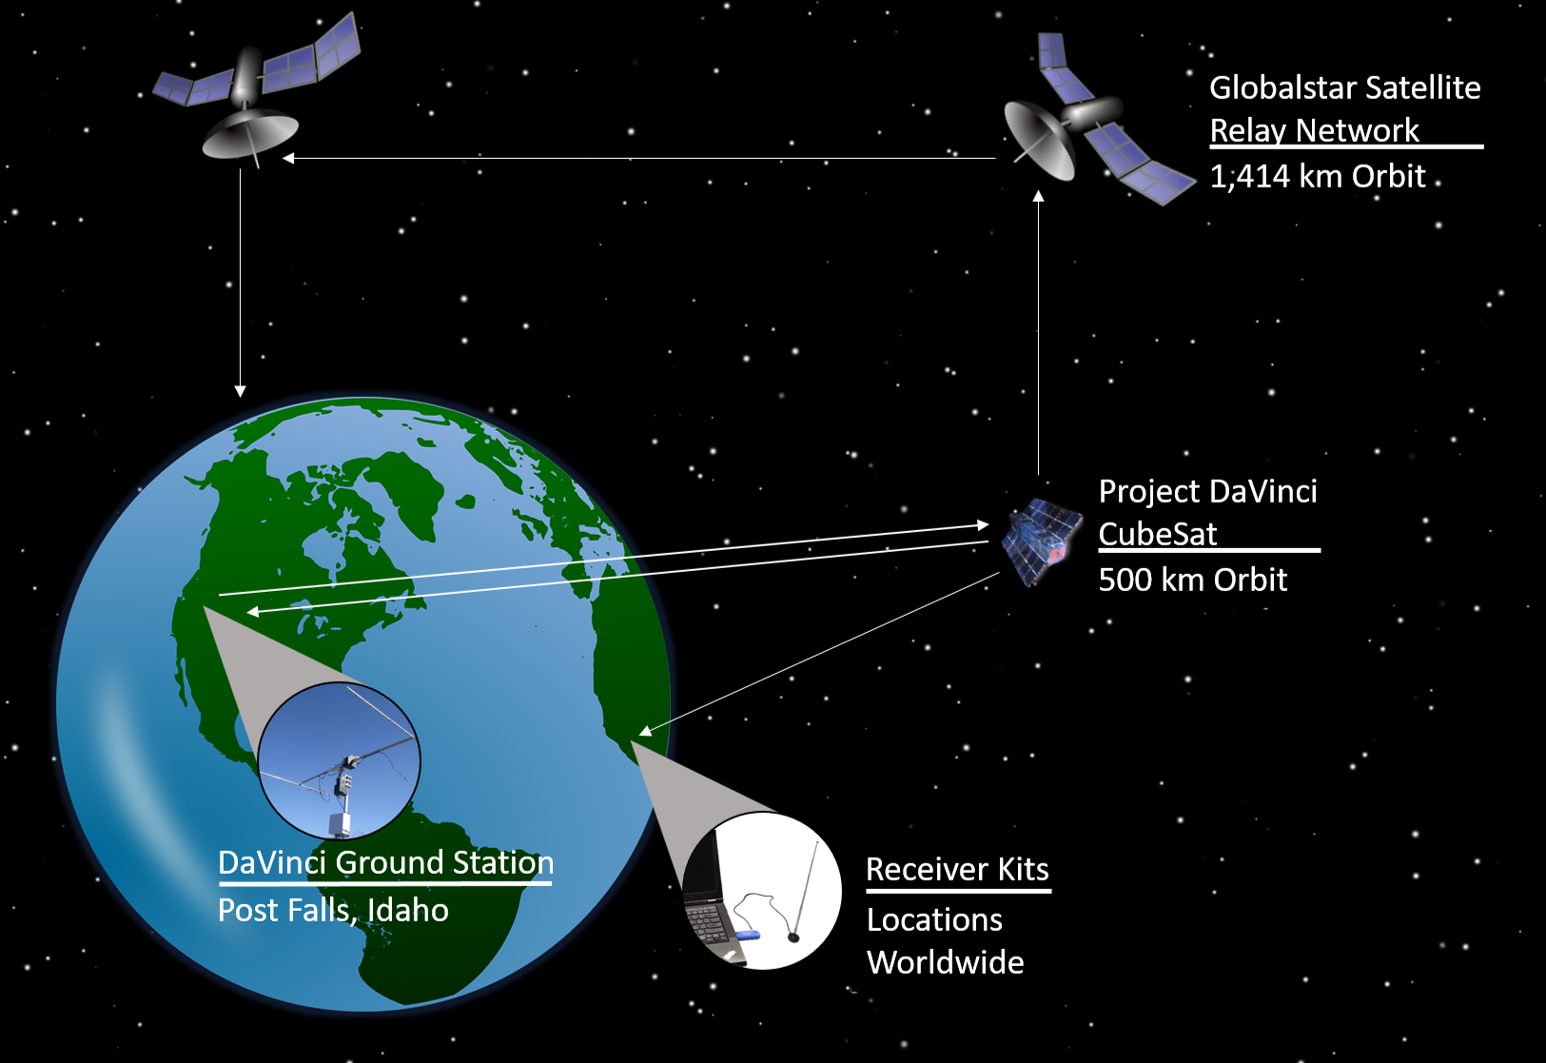 Globalstar Satellite
Relay Network
1,414 km Orbit
Project DaVinci
CubeSat
500 km Orbit
DaVinci Ground Station
Post Falls, Idaho
Receiver Kits
Locations
Worldwide